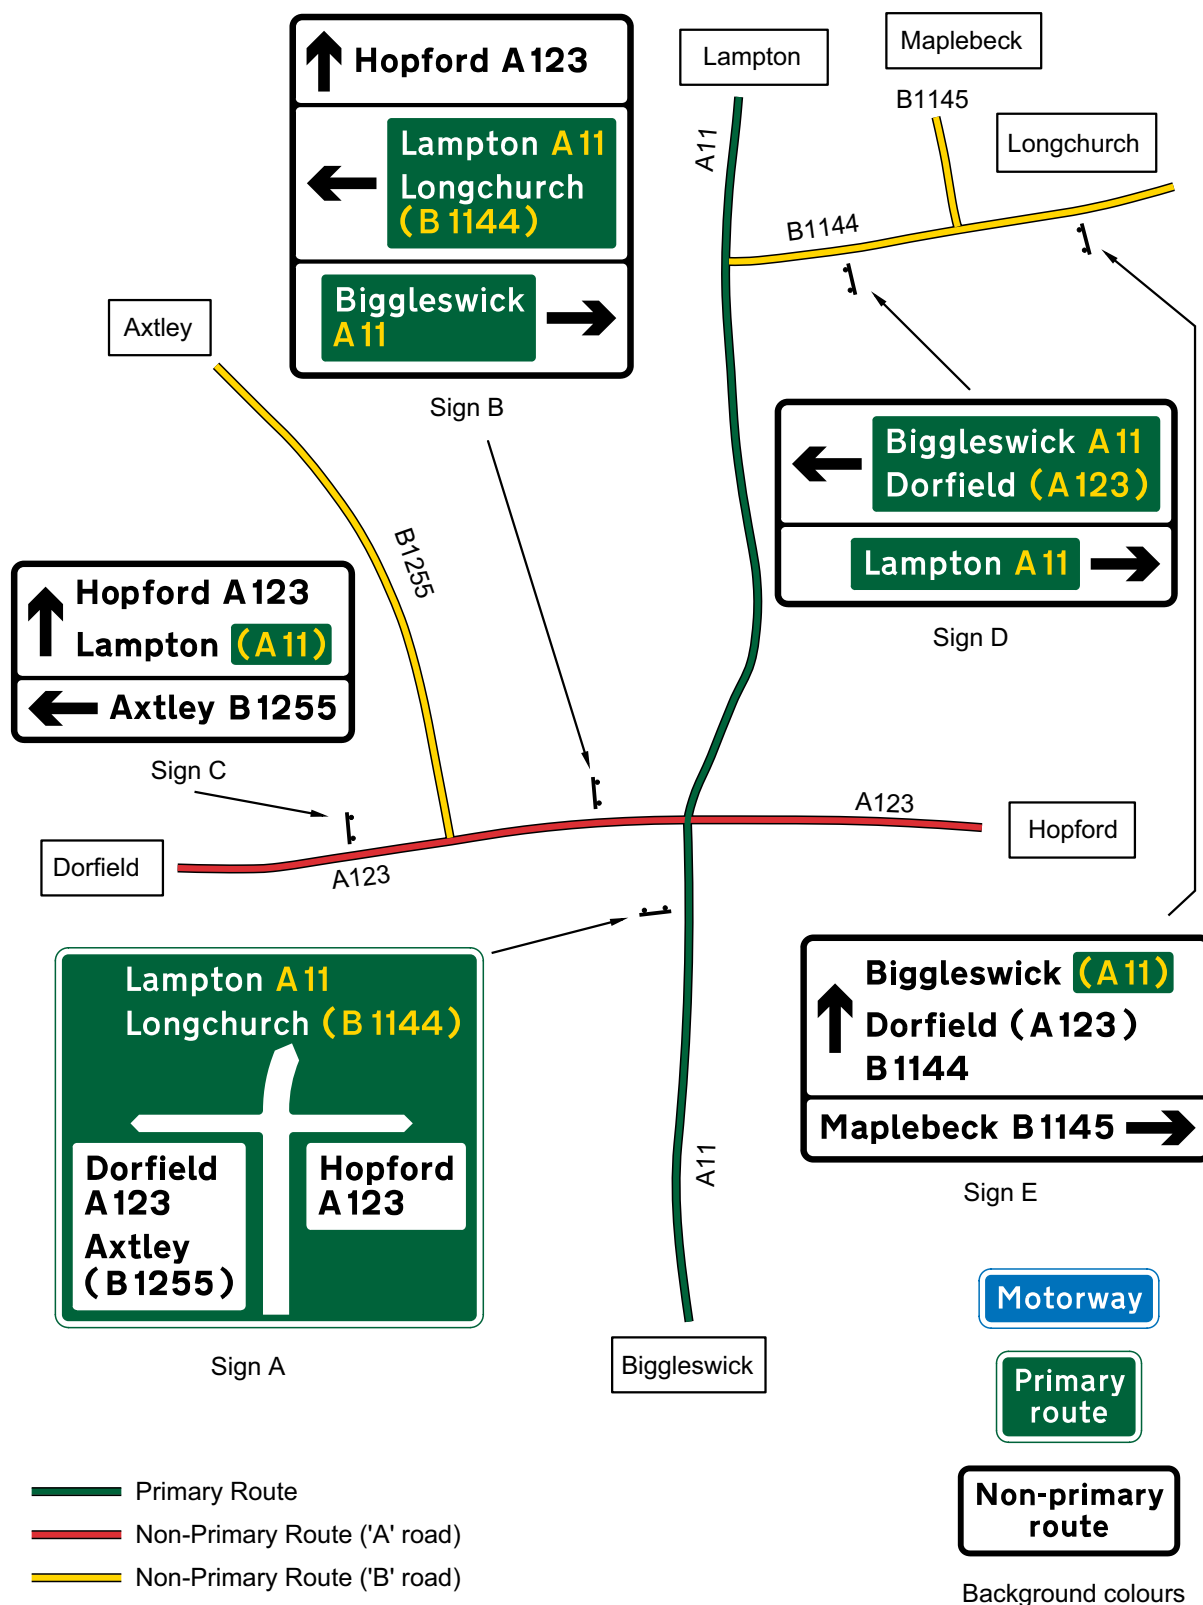 Hopford A123
Lampton A11
Longchurch
(B1144)
Biggleswick
A11
Sign B
Lampton
A11
Maplebeck
B1145
Longchurch
B1144
Axtley
B1255
Biggleswick A11
Dorfield (A123)
Lampton A11
Sign D
Hopford A123
Lampton (A11)
Axtley B1255
Sign C
A123
Hopford
Dorfield
A123
Lampton A11
Longchurch (B1144)
Dorfield
A123
Axtley
(B1255)
Hopford
A123
Sign A
A11
Biggleswick
Biggleswick (A11)
Dorfield (A123)
B1144
Maplebeck B1145
Sign E
Motorway
Primary
route
Non-primary
route
Background colours
Primary Route
Non-Primary Route ('A' road)
Non-Primary Route ('B' road)